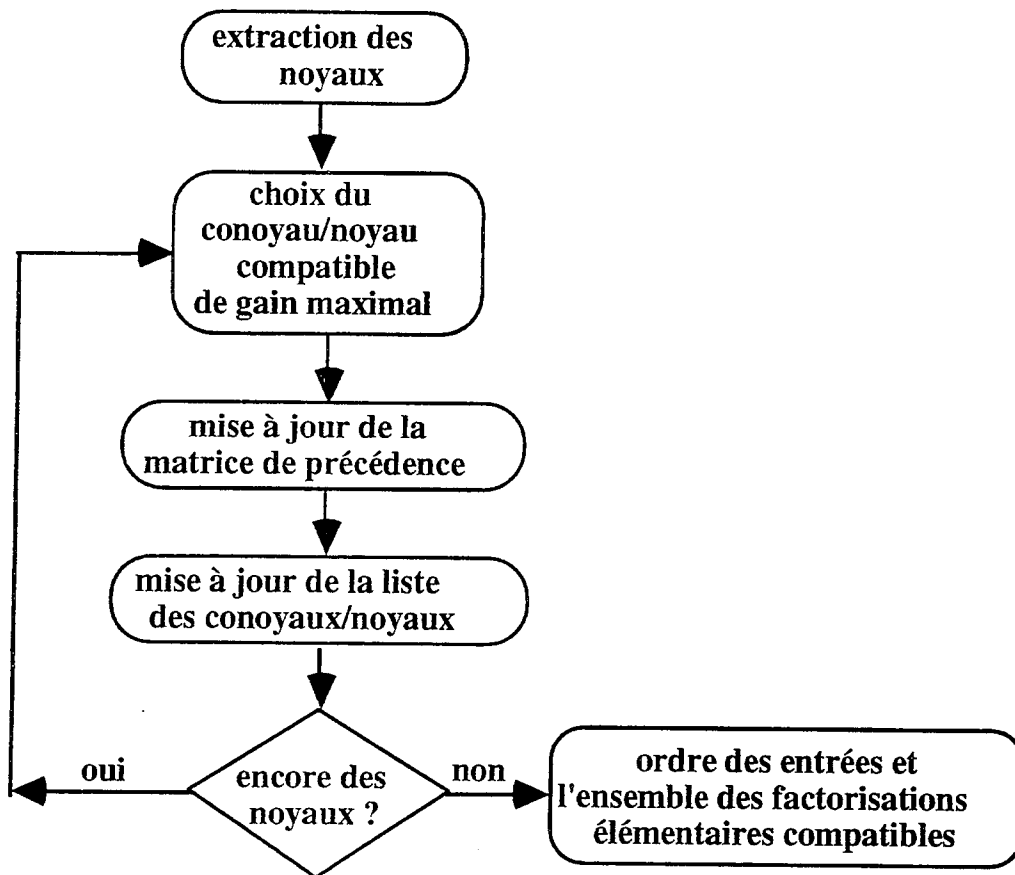 extraction des
noyaux
choix du
conoyau/noyau
compatible
de gain maximal
mise à jour de la
matrice de précédence
mise à jour de la liste
des conoyaux/noyaux
encore des
noyaux ?
oui
non
ordre des entrées et
l'ensemble des factorisations
élémentaires compatibles